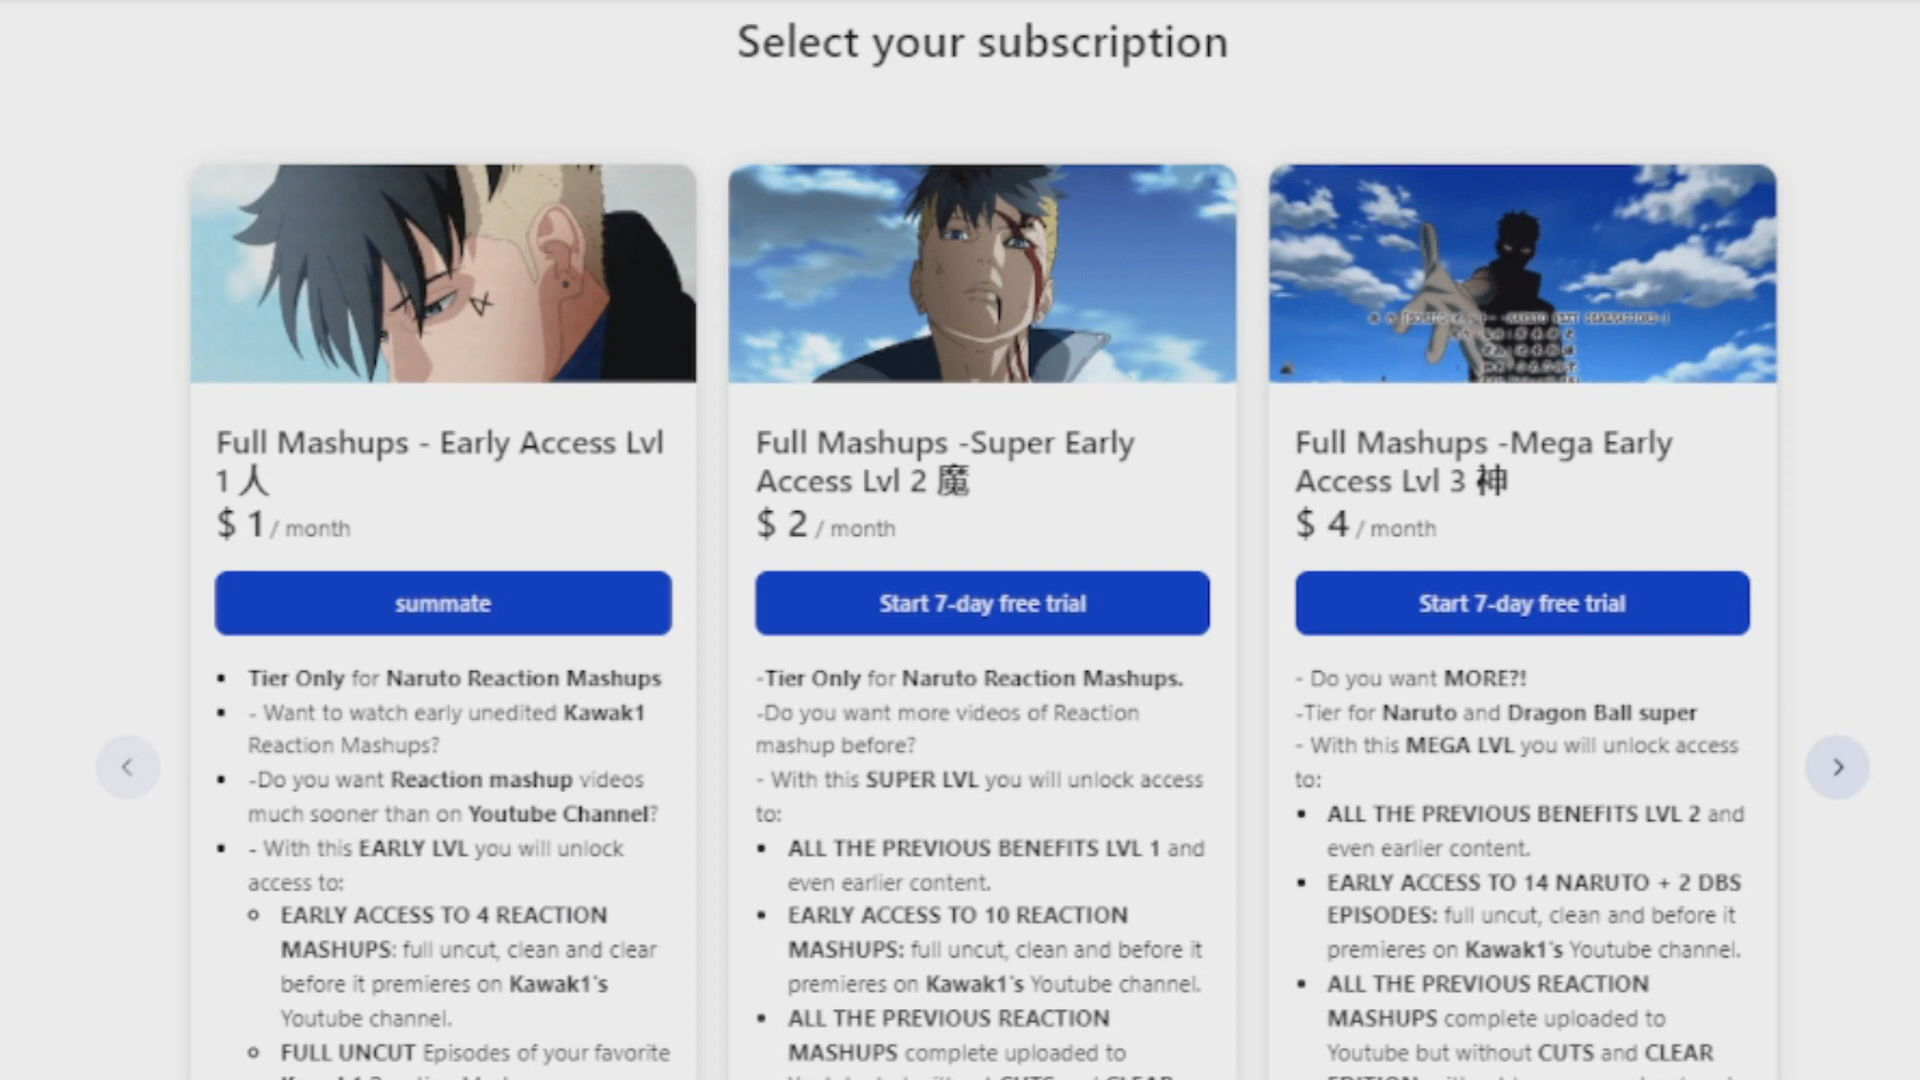 Select your subscription
Full Mashups - Early Access Lvl
1 人
$ 1 / month
summate
Tier Only for Naruto Reaction Mashups
- Want to watch early unedited Kawak1
Reaction Mashups?
-Do you want Reaction mashup videos
much sooner than on Youtube Channel?
- With this EARLY LVL you will unlock
access to:
EARLY ACCESS TO 4 REACTION
MASHUPS: full uncut, clean and clear
before it premieres on Kawak1's
Youtube channel.
FULL UNCUT Episodes of your favorite
Full Mashups -Super Early
Access Lvl 2 魔
$ 2 / month
Start 7-day free trial
-Tier Only for Naruto Reaction Mashups.
-Do you want more videos of Reaction
mashup before?
- With this SUPER LVL you will unlock access
to:
ALL THE PREVIOUS BENEFITS LVL 1 and
even earlier content.
EARLY ACCESS TO 10 REACTION
MASHUPS: full uncut, clean and before it
premieres on Kawak1's Youtube channel.
ALL THE PREVIOUS REACTION
MASHUPS complete uploaded to
Full Mashups -Mega Early
Access Lvl 3 神
$ 4 / month
Start 7-day free trial
- Do you want MORE?!
-Tier for Naruto and Dragon Ball super
- With this MEGA LVL you will unlock access
to:
ALL THE PREVIOUS BENEFITS LVL 2 and
even earlier content.
EARLY ACCESS TO 14 NARUTO + 2 DBS
EPISODES: full uncut, clean and before it
premieres on Kawak1's Youtube channel.
ALL THE PREVIOUS REACTION
MASHUPS complete uploaded to
Youtube but without CUTS and CLEAR